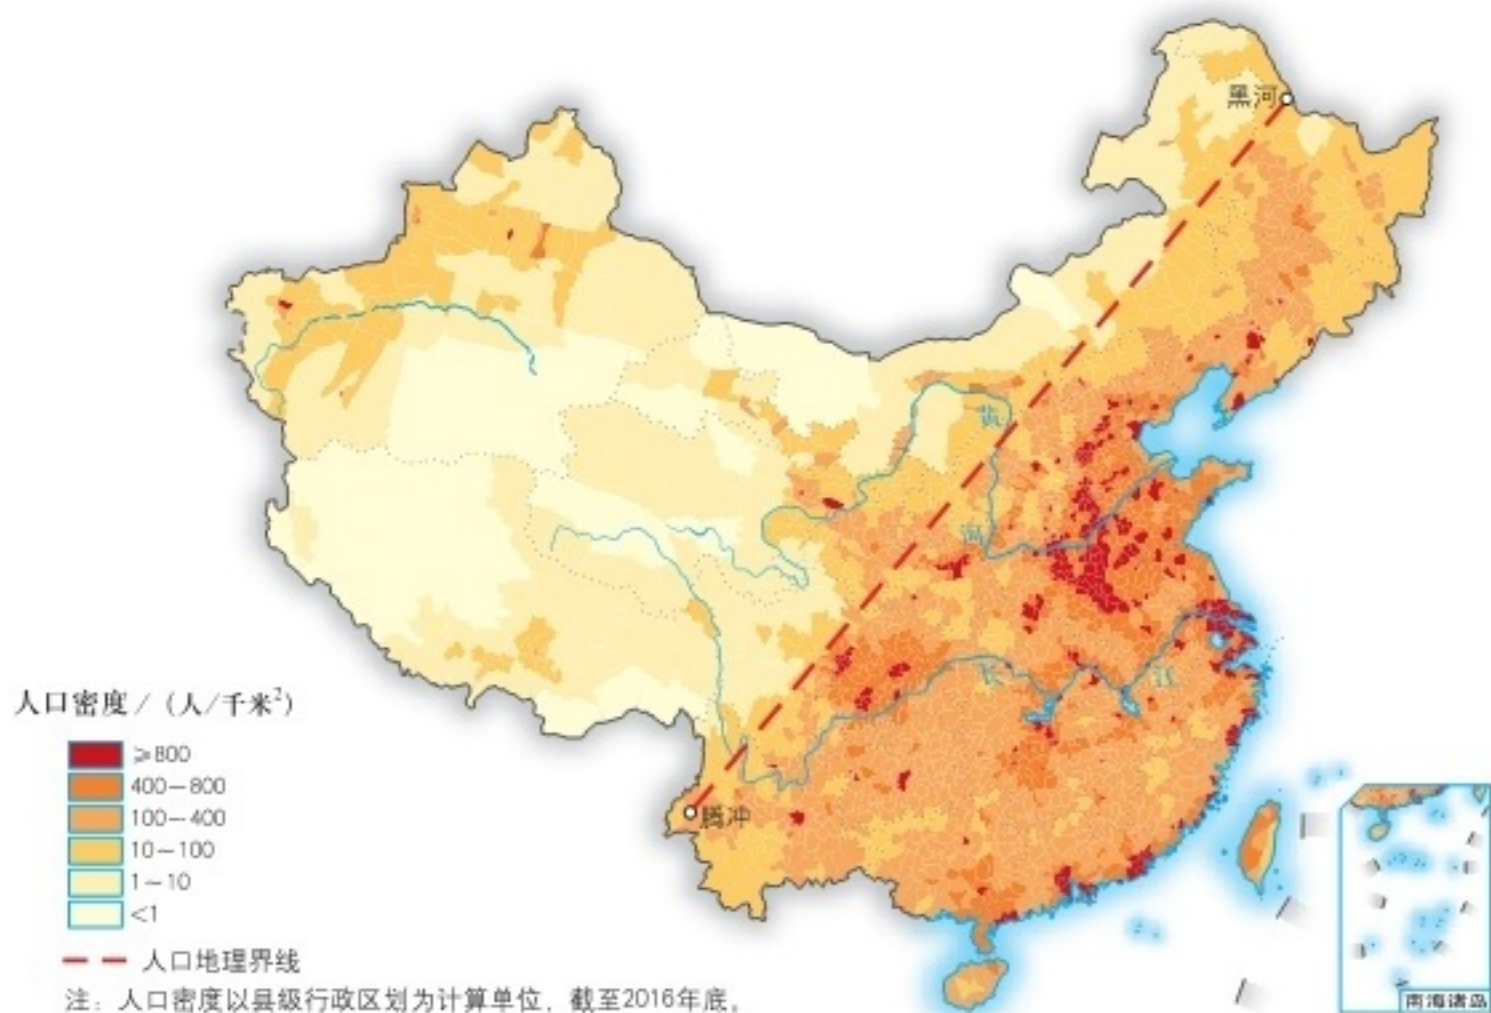 黑河
黄
河
长
江
腾冲
人口密度 / (人/千米²)
≥800
400－800
100－400
10－100
1－10
<1
人口地理界线
注：人口密度以县级行政区划为计算单位，截至2016年底。
南海诸岛